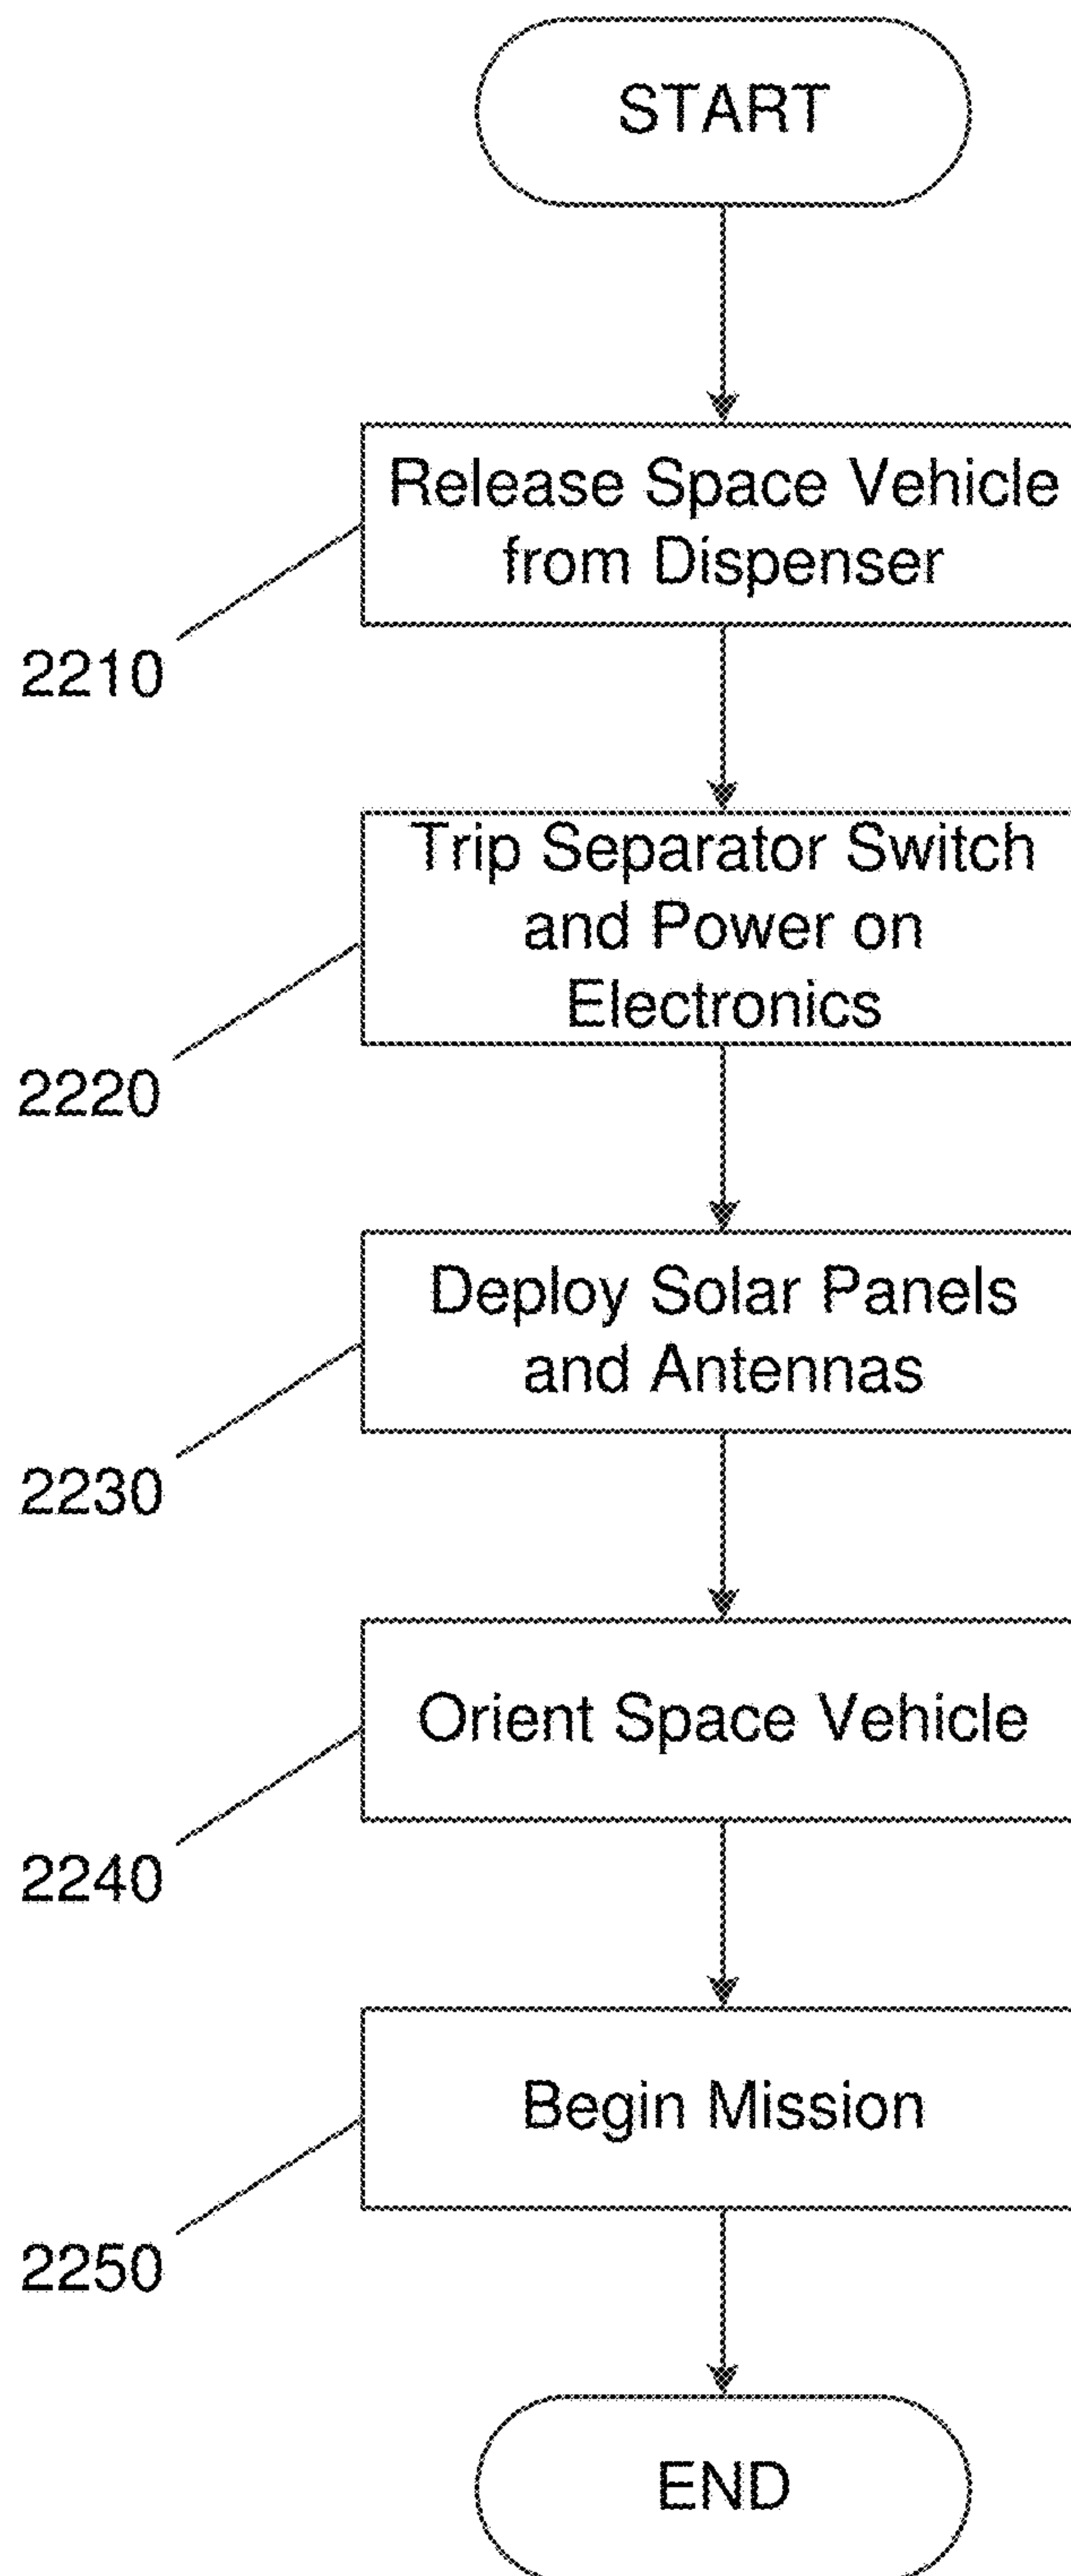 START
Release Space Vehicle
from Dispenser
2210
Trip Separator Switch
and Power on
Electronics
2220
Deploy Solar Panels
and Antennas
2230
Orient Space Vehicle
2240
Begin Mission
2250
END